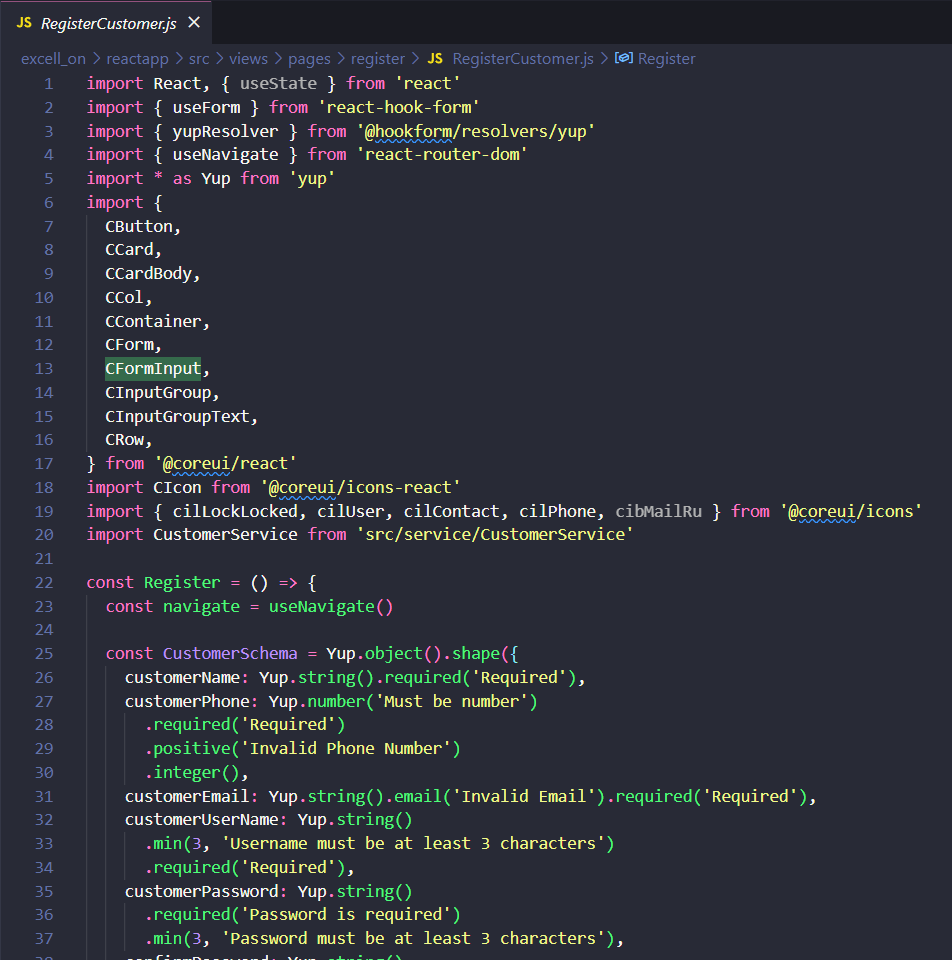 JS RegisterCustomer.js ×
excell_on > reactapp > src > views > pages > register > JS RegisterCustomer.js > Register
1 import React, { useState } from 'react'
2 import { useForm } from 'react-hook-form'
3 import { yupResolver } from '@hookform/resolvers/yup'
4 import { useNavigate } from 'react-router-dom'
5 import * as Yup from 'yup'
6 import {
7 CButton,
8 CCard,
9 CCardBody,
10 CCol,
11 CContainer,
12 CForm,
13 CFormInput,
14 CInputGroup,
15 CInputGroupText,
16 CRow,
17 } from '@coreui/react'
18 import CIcon from '@coreui/icons-react'
19 import { cilLockLocked, cilUser, cilContact, cilPhone, cibMailRu } from '@coreui/icons'
20 import CustomerService from 'src/service/CustomerService'
21
22 const Register = () => {
23 const navigate = useNavigate()
24
25 const CustomerSchema = Yup.object().shape({
26 customerName: Yup.string().required('Required'),
27 customerPhone: Yup.number('Must be number')
28 .required('Required')
29 .positive('Invalid Phone Number')
30 .integer(),
31 customerEmail: Yup.string().email('Invalid Email').required('Required'),
32 customerUserName: Yup.string()
33 .min(3, 'Username must be at least 3 characters')
34 .required('Required'),
35 customerPassword: Yup.string()
36 .required('Password is required')
37 .min(3, 'Password must be at least 3 characters'),